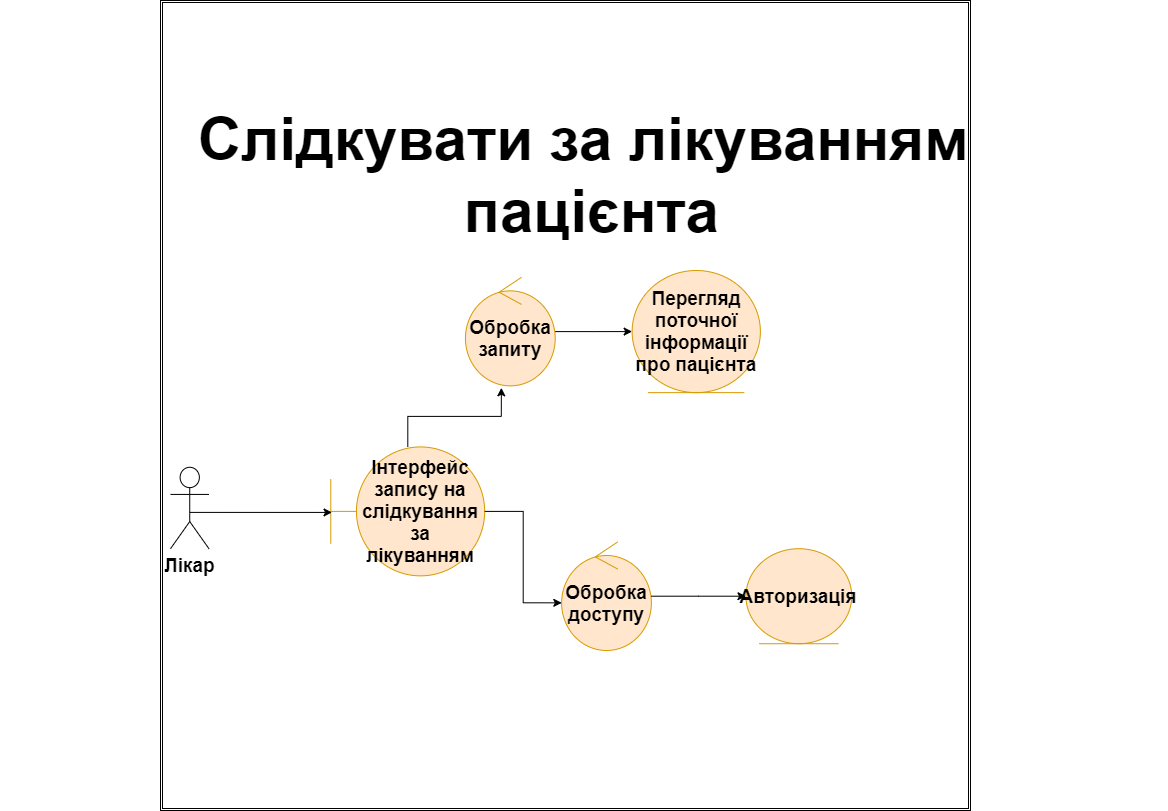 Слідкувати за лікуванням
пацієнта
Обробка
запиту
Перегляд
поточної
інформації
про пацієнта
Інтерфейс
запису на
слідкування
за
лікуванням
Лікар
Обробка
доступу
Авторизація